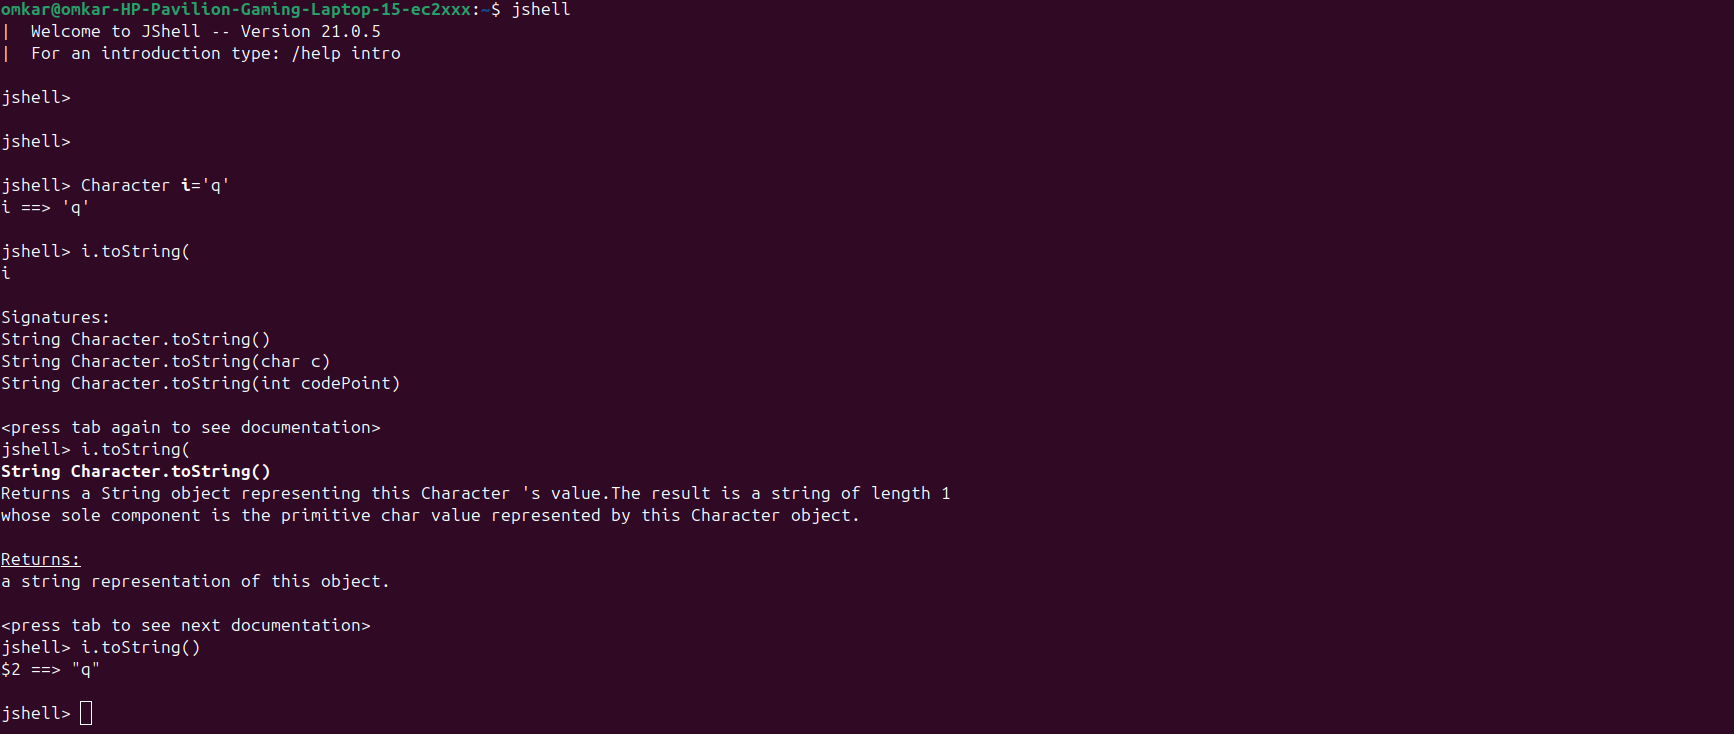 omkar@omkar-HP-Pavilion-Gaming-Laptop-15-ec2xxx:~$ jshell
|  Welcome to JShell -- Version 21.0.5
|  For an introduction type: /help intro
jshell>
jshell>
jshell> Character i='q'
i ==> 'q'
jshell> i.toString(
i
Signatures:
String Character.toString()
String Character.toString(char c)
String Character.toString(int codePoint)
<press tab again to see documentation>
jshell> i.toString(
String Character.toString()
Returns a String object representing this Character 's value.The result is a string of length 1
whose sole component is the primitive char value represented by this Character object.
Returns:
a string representation of this object.
<press tab to see next documentation>
jshell> i.toString()
$2 ==> "q"
jshell>